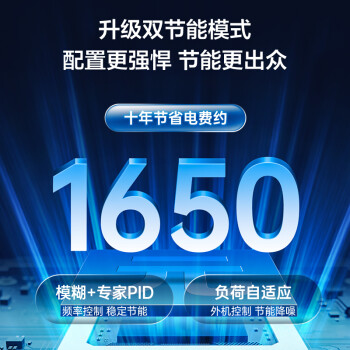 升级双节能模式
配置更强悍 节能更出众
十年节省电费约
1650
模糊+专家PID
频率控制 稳定节能
负荷自适应
外机控制 节能降噪